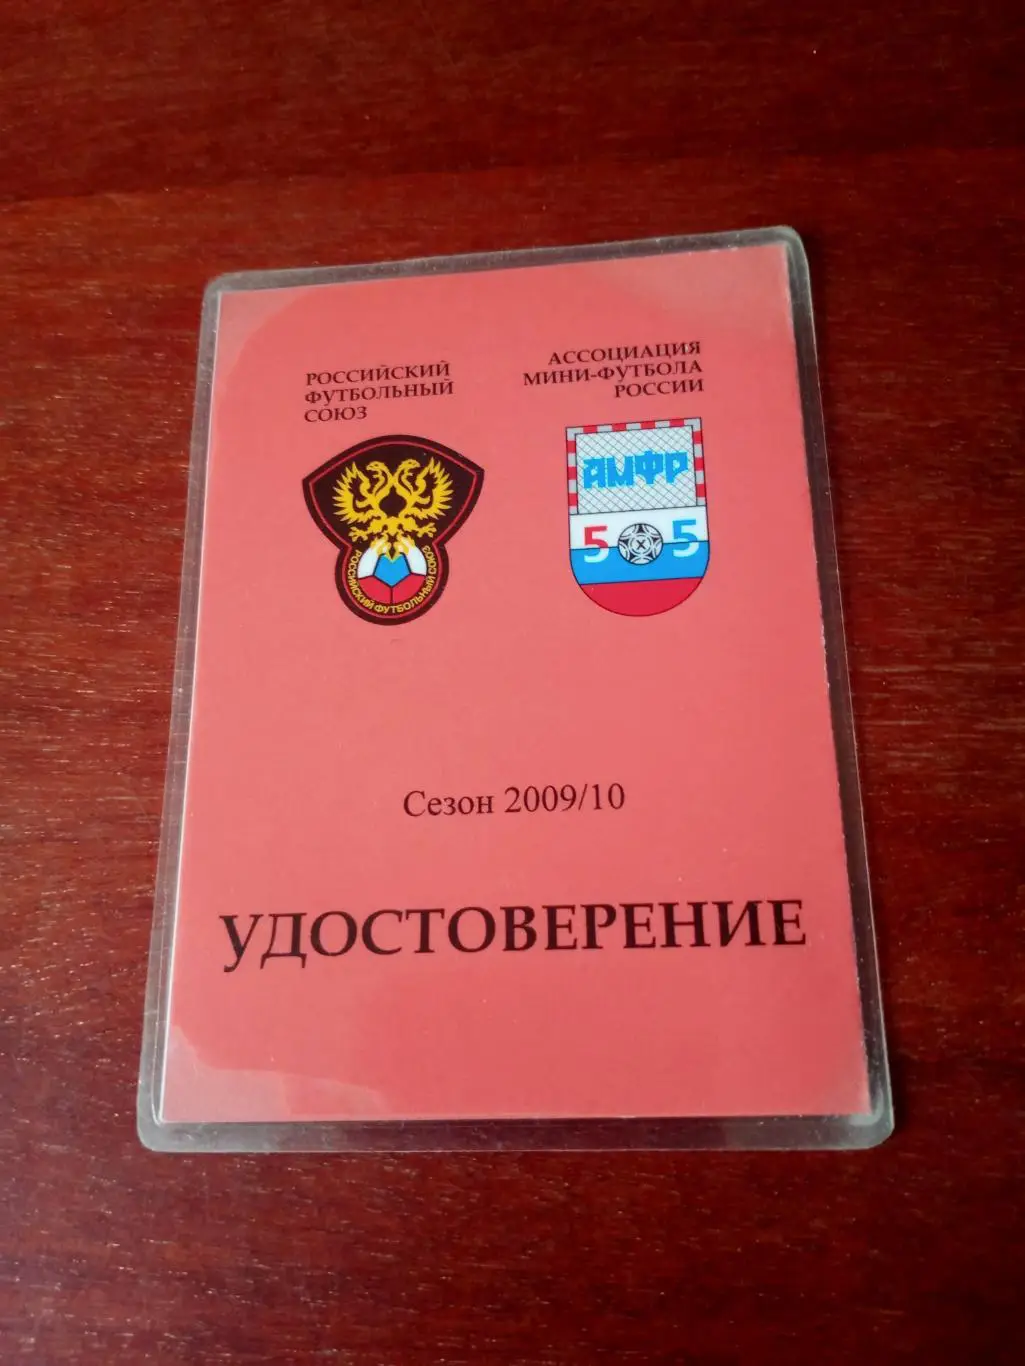 РОССИЙСКИЙ
ФУТБОЛЬНЫЙ
СОЮЗ
АССОЦИАЦИЯ
МИНИ-ФУТБОЛА
РОССИИ
РОССИЙСКИЙ ФУТБОЛЬНЫЙ СОЮЗ
АМФР
5 5
Сезон 2009/10
УДОСТОВЕРЕНИЕ